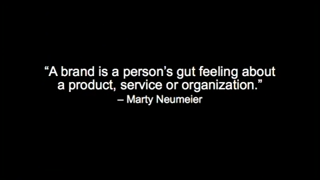 “A brand is a person’s gut feeling about
a product, service or organization.”
– Marty Neumeier